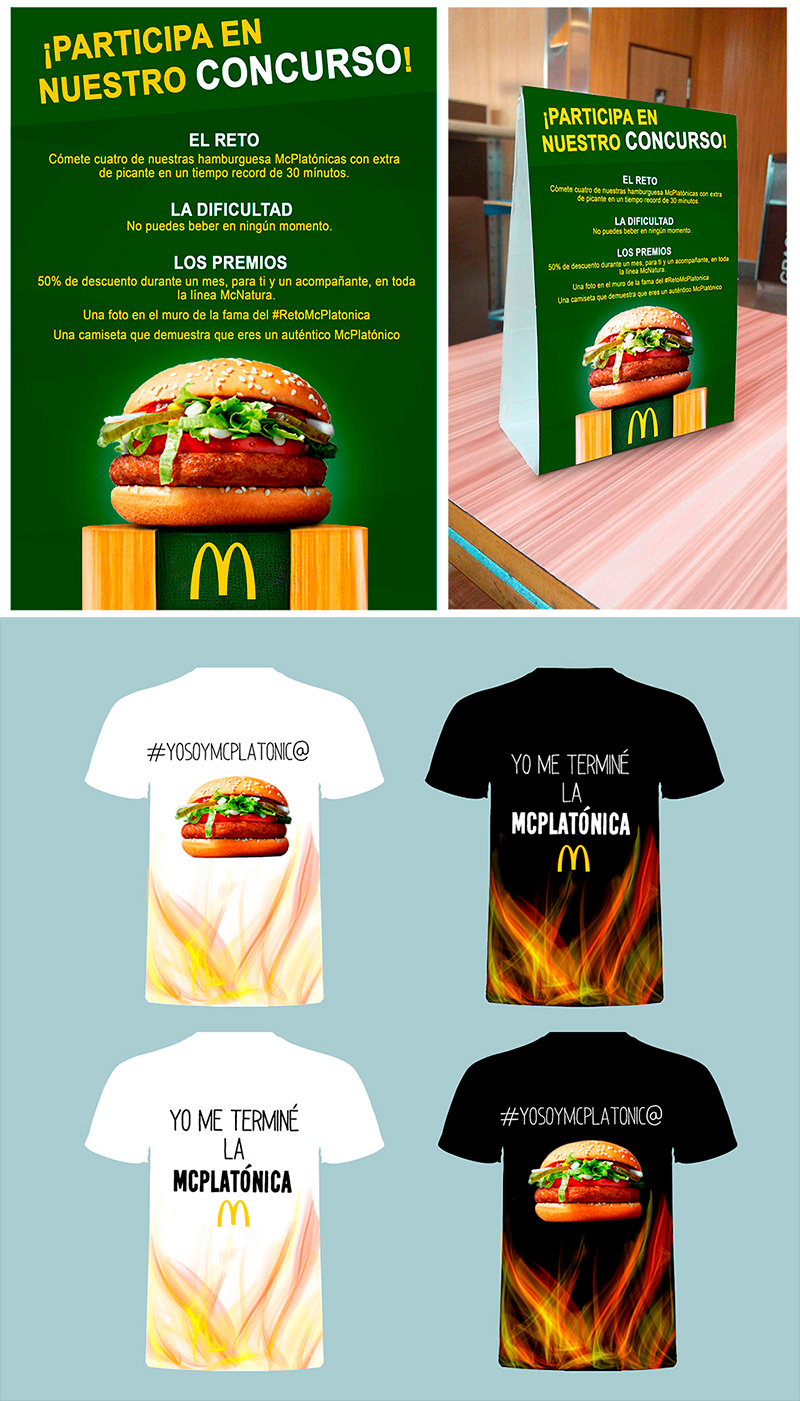 ¡PARTICIPA EN
NUESTRO CONCURSO!
EL RETO
Cómete cuatro de nuestras hamburguesa McPlatónicas con extra
de picante en un tiempo record de 30 mínutos.
LA DIFICULTAD
No puedes beber en ningún momento.
LOS PREMIOS
50% de descuento durante un mes, para ti y un acompañante, en toda
la línea McNatura.
Una foto en el muro de la fama del #RetoMcPlatonica
Una camiseta que demuestra que eres un auténtico McPlatónico
¡PARTICIPA EN
NUESTRO CONCURSO!
EL RETO
Cómete cuatro de nuestras hamburguesa McPlatónicas con extra
de picante en un tiempo record de 30 mínutos.
LA DIFICULTAD
No puedes beber en ningún momento.
LOS PREMIOS
50% de descuento durante un mes, para ti y un acompañante, en toda
la línea McNatura.
Una foto en el muro de la fama del #RetoMcPlatonica
Una camiseta que demuestra que eres un auténtico McPlatónico
#YOSOYMCPLATONIC@
YO ME TERMINÉ
LA
MCPLATÓNICA
YO ME TERMINÉ
LA
MCPLATÓNICA
#YOSOYMCPLATONIC@